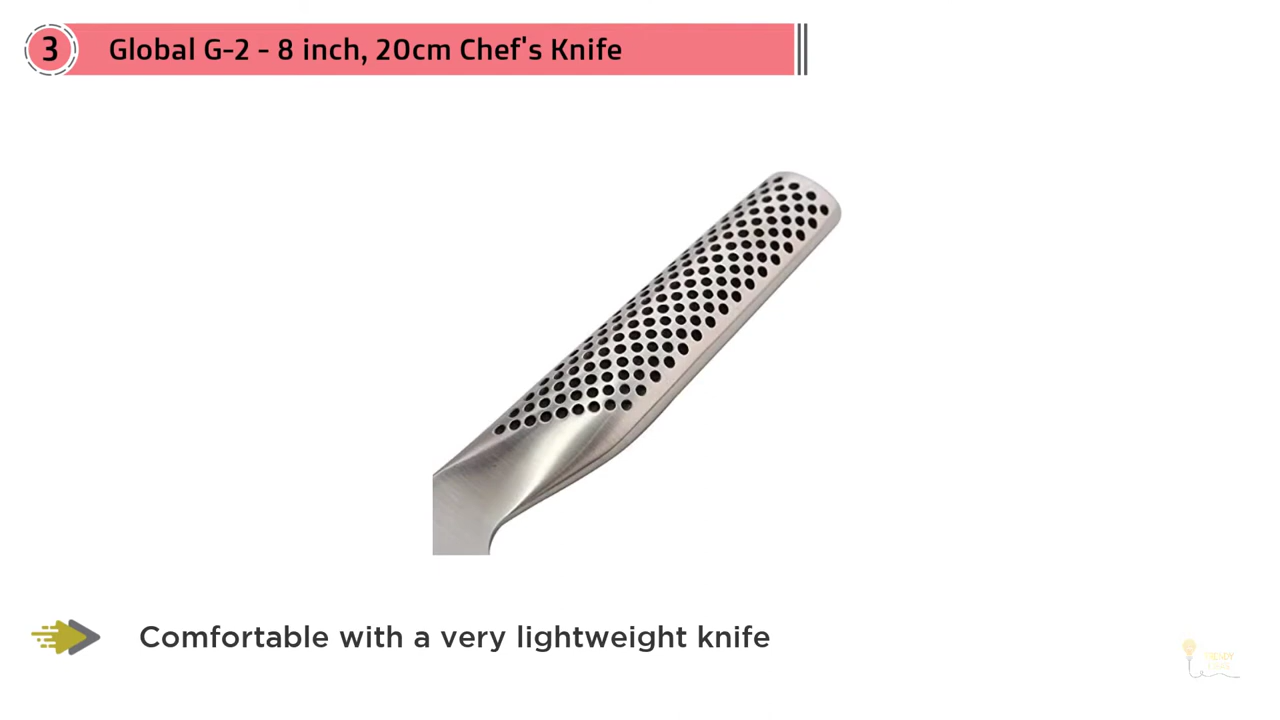 3
Global G-2 - 8 inch, 20cm Chef's Knife
Comfortable with a very lightweight knife